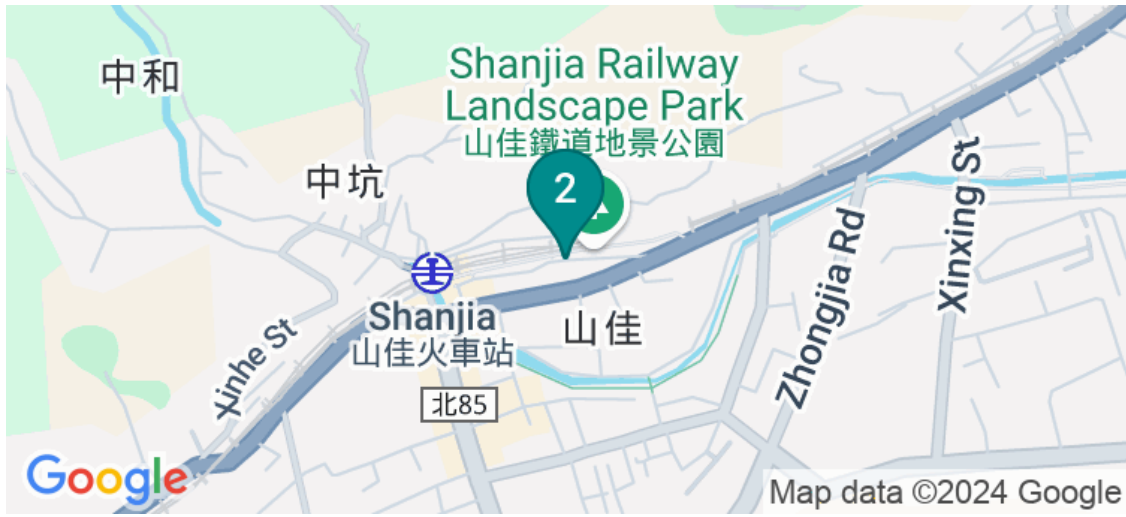 中和
Shanjia Railway
Landscape Park
山佳鐵道地景公園
中坑
2
Xinxing St
Zhongjia Rd
Shanjia
山佳火車站
山佳
Xinhe St
北85
Google
Map data ©2024 Google